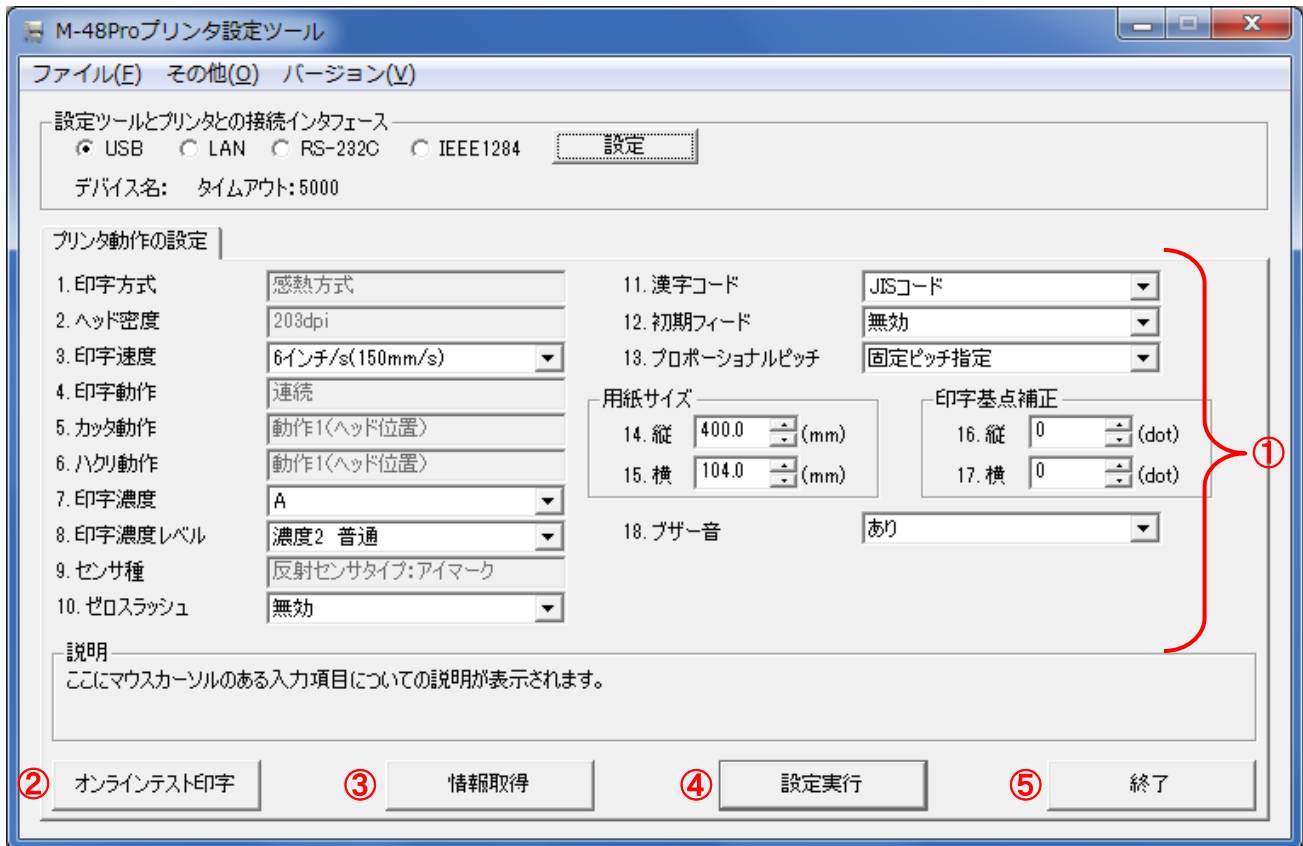 M-48Proプリンタ設定ツール
ファイル(F) その他(O) バージョン(V)
設定ツールとプリンタとの接続インタフェース
USB LAN RS-232C IEEE1284 設定
デバイス名: タイムアウト:5000
プリンタ動作の設定
1.印字方式 感熱方式
2.ヘッド密度 203dpi
3.印字速度 6インチ/s(150mm/s)
4.印字動作 連続
5.カッタ動作 動作1(ヘッド位置)
6.ハクリ動作 動作1(ヘッド位置)
7.印字濃度 A
8.印字濃度レベル 濃度2 普通
9.センサ種 反射センサタイプ:アイマーク
10.ゼロスラッシュ 無効
11.漢字コード JISコード
12.初期フィード 無効
13.プロポーショナルピッチ 固定ピッチ指定
用紙サイズ
14.縦 400.0 (mm)
15.横 104.0 (mm)
印字基点補正
16.縦 0 (dot)
17.横 0 (dot)
18.ブザー音 あり
①
説明
ここにマウスカーソルのある入力項目についての説明が表示されます。
② オンラインテスト印字 ③ 情報取得 ④ 設定実行 ⑤ 終了